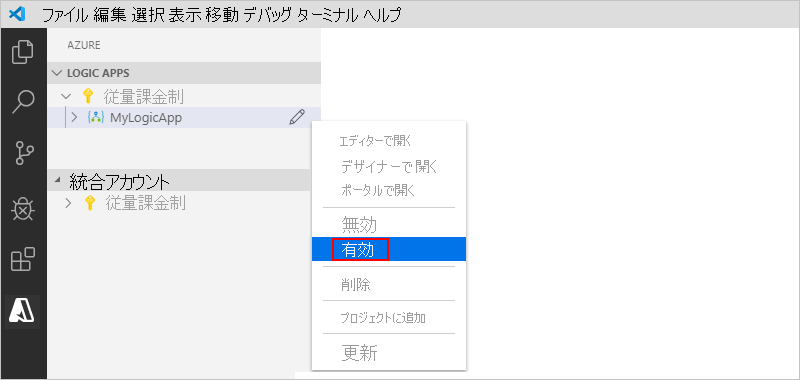 ファイル 編集 選択 表示 移動 デバッグ ターミナル ヘルプ
AZURE
LOGIC APPS
従量課金制
MyLogicApp
エディターで開く
デザイナーで開く
ポータルで開く
統合アカウント
従量課金制
無効
有効
削除
プロジェクトに追加
更新